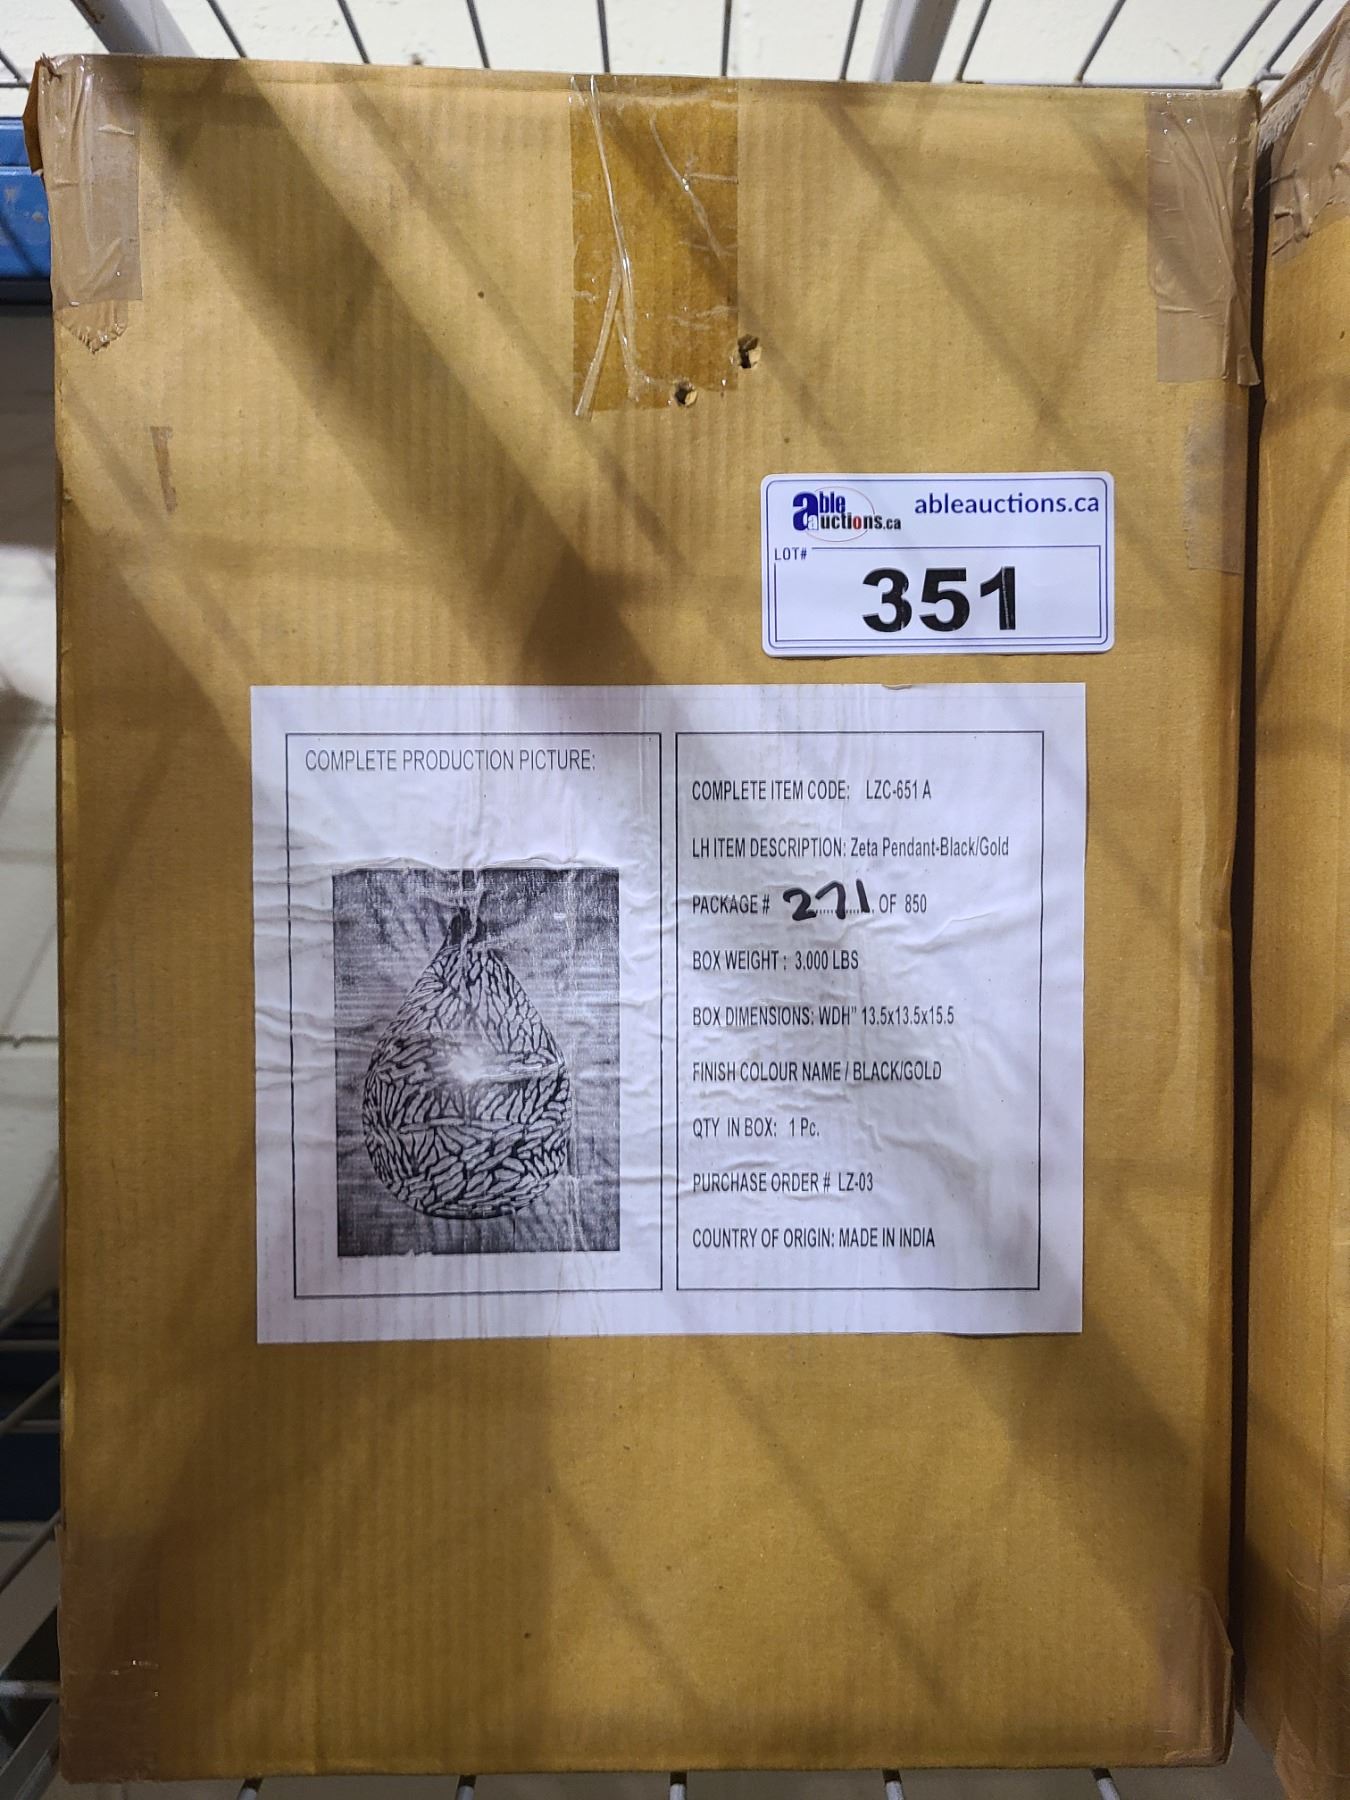 able auctions.ca ableauctions.ca
LOT#
351
COMPLETE PRODUCTION PICTURE:
COMPLETE ITEM CODE: LZC-651 A
LH ITEM DESCRIPTION: Zeta Pendant-Black/Gold
PACKAGE # 271 OF 850
BOX WEIGHT : 3.000 LBS
BOX DIMENSIONS: WDH" 13.5x13.5x15.5
FINISH COLOUR NAME / BLACK/GOLD
QTY IN BOX: 1 Pc.
PURCHASE ORDER # LZ-03
COUNTRY OF ORIGIN: MADE IN INDIA